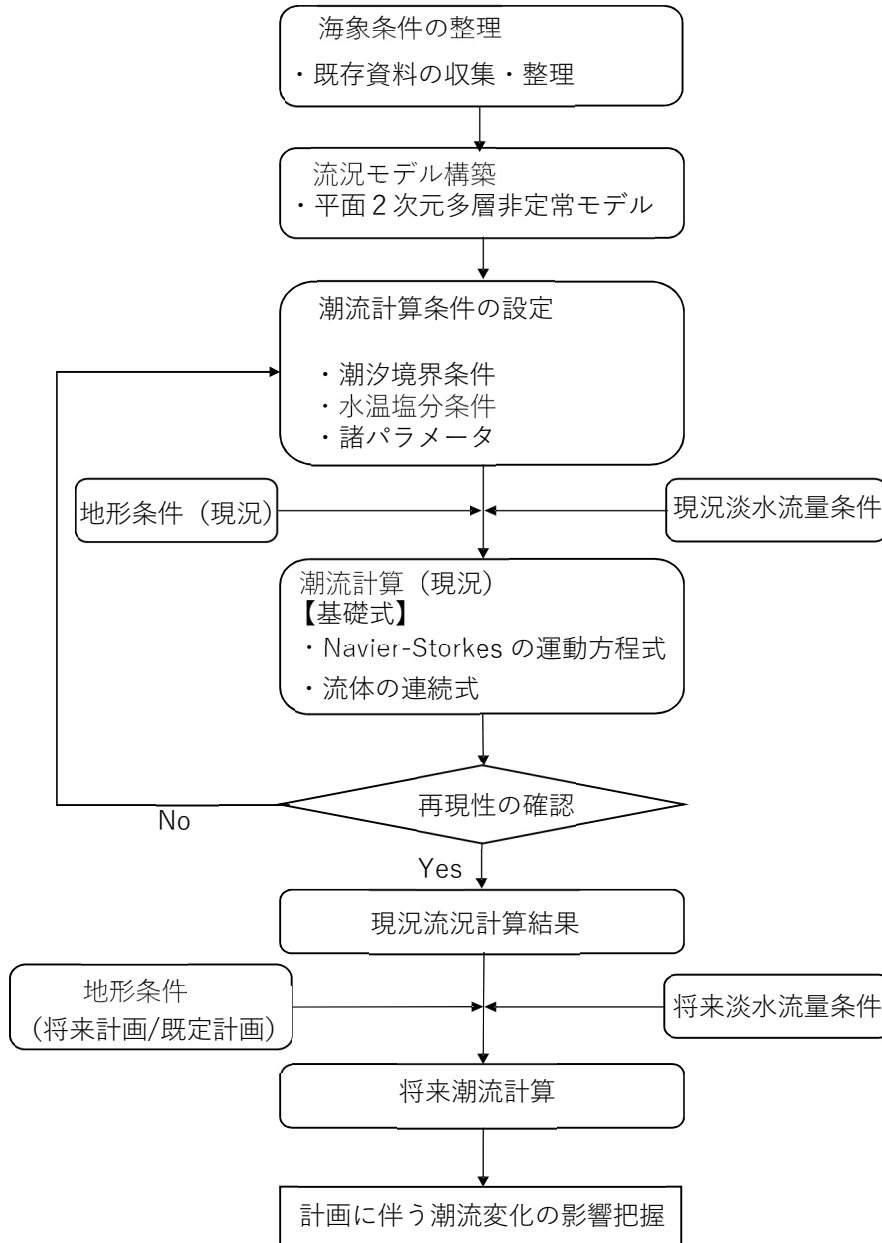 海象条件の整理
・既存資料の収集・整理
流況モデル構築
・平面２次元多層非定常モデル
潮流計算条件の設定
・潮汐境界条件
・水温塩分条件
・諸パラメータ
地形条件（現況）
現況淡水流量条件
潮流計算（現況）
【基礎式】
・Navier-Storkes の運動方程式
・流体の連続式
再現性の確認
No
Yes
現況流況計算結果
地形条件
(将来計画/既定計画)
将来淡水流量条件
将来潮流計算
計画に伴う潮流変化の影響把握